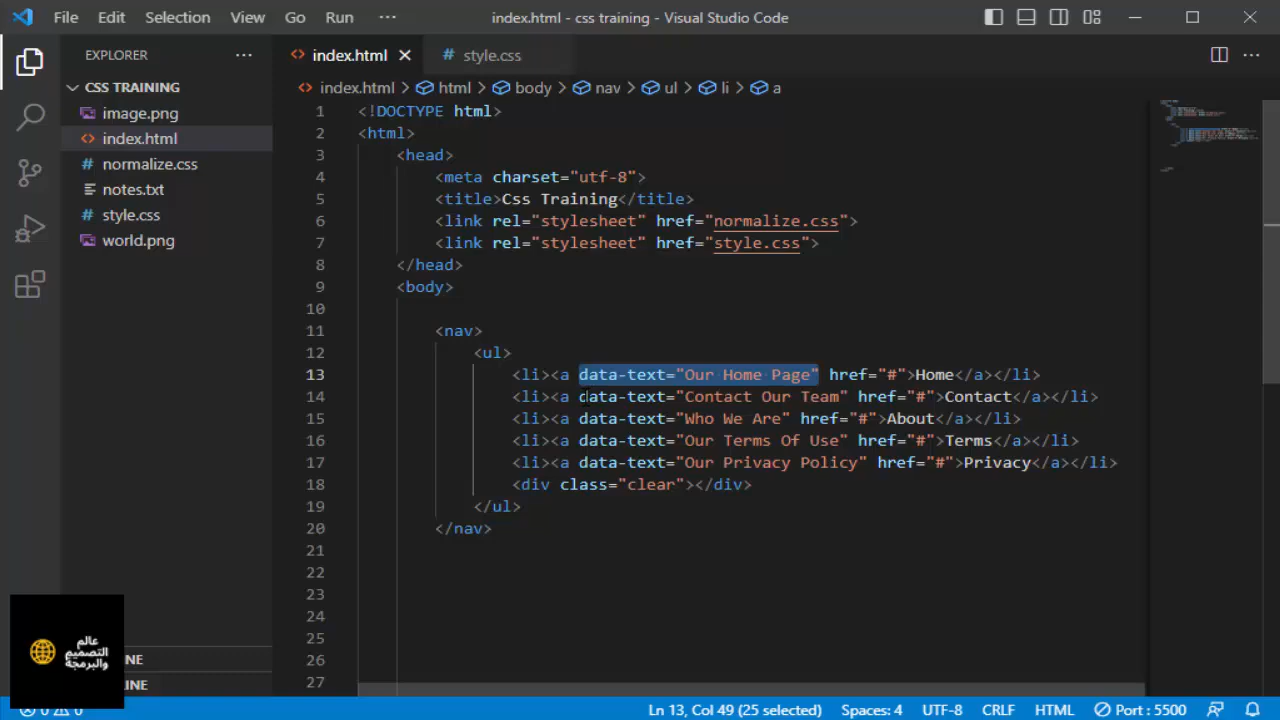 File Edit Selection View Go Run ··· index.html - css training - Visual Studio Code
EXPLORER ···
CSS TRAINING
image.png
index.html
normalize.css
notes.txt
style.css
world.png
NE
LINE
index.html style.css ···
index.html > html > body > nav > ul > li > a
1 <!DOCTYPE html>
2 <html>
3 <head>
4 <meta charset="utf-8">
5 <title>Css Training</title>
6 <link rel="stylesheet" href="normalize.css">
7 <link rel="stylesheet" href="style.css">
8 </head>
9 <body>
10
11 <nav>
12 <ul>
13 <li><a data-text="Our Home Page" href="#">Home</a></li>
14 <li><a data-text="Contact Our Team" href="#">Contact</a></li>
15 <li><a data-text="Who We Are" href="#">About</a></li>
16 <li><a data-text="Our Terms Of Use" href="#">Terms</a></li>
17 <li><a data-text="Our Privacy Policy" href="#">Privacy</a></li>
18 <div class="clear"></div>
19 </ul>
20 </nav>
21
22
23
24
25
26
27
عالم
التصميم
والبرمجة
Ln 13, Col 49 (25 selected) Spaces: 4 UTF-8 CRLF HTML Port : 5500